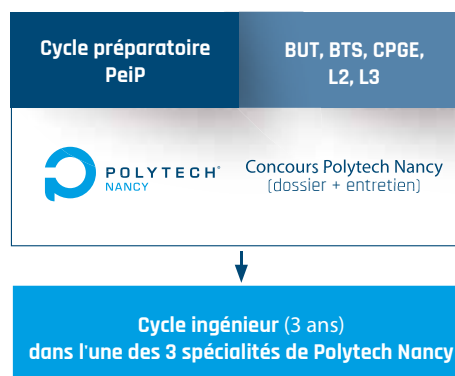 Cycle préparatoire
PeiP
BUT, BTS, CPGE,
L2, L3
POLYTECH®
NANCY
Concours Polytech Nancy
(dossier + entretien)
Cycle ingénieur (3 ans)
dans l'une des 3 spécialités de Polytech Nancy